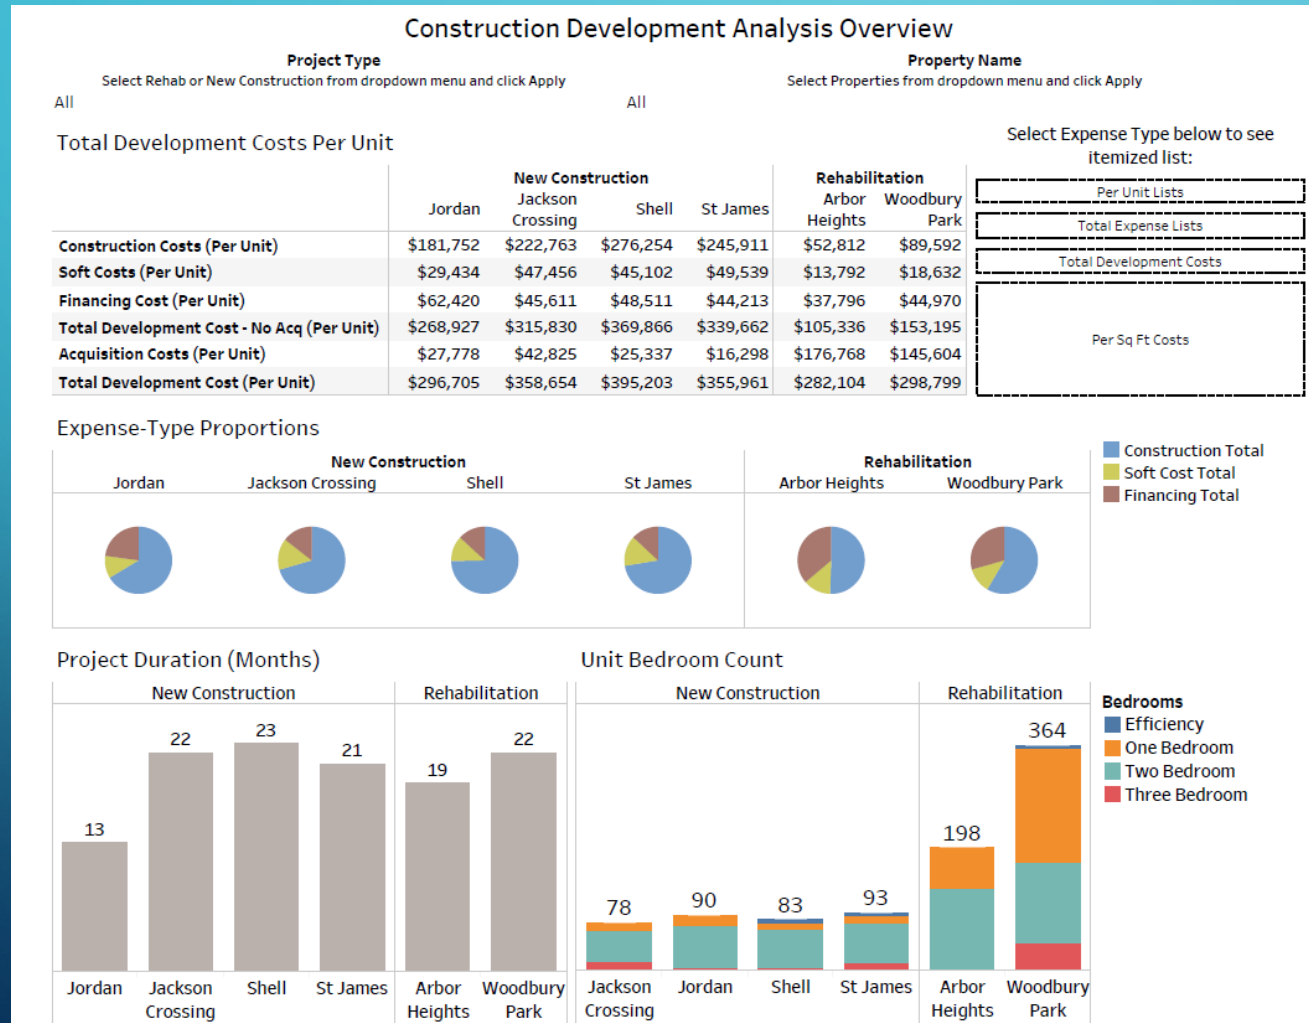 Construction Development Analysis Overview
Project Type
Property Name
Select Rehab or New Construction from dropdown menu and click Apply
Select Properties from dropdown menu and click Apply
All
All
Total Development Costs Per Unit
Select Expense Type below to see
itemized list:
Per Unit Lists
Total Expense Lists
Total Development Costs
Per Sq Ft Costs
New Construction Rehabilitation
Jordan Jackson Crossing Shell St James Arbor Heights Woodbury Park
Construction Costs (Per Unit) $181,752 $222,763 $276,254 $245,911 $52,812 $89,592
Soft Costs (Per Unit) $29,434 $47,456 $45,102 $49,539 $13,792 $18,632
Financing Cost (Per Unit) $62,420 $45,611 $48,511 $44,213 $37,796 $44,970
Total Development Cost - No Acq (Per Unit) $268,927 $315,830 $369,866 $339,662 $105,336 $153,195
Acquisition Costs (Per Unit) $27,778 $42,825 $25,337 $16,298 $176,768 $145,604
Total Development Cost (Per Unit) $296,705 $358,654 $395,203 $355,961 $282,104 $298,799
Expense-Type Proportions
New Construction Rehabilitation
Jordan Jackson Crossing Shell St James Arbor Heights Woodbury Park
Construction Total
Soft Cost Total
Financing Total
Project Duration (Months)
New Construction Rehabilitation
13 22 23 21 19 22
Jordan Jackson Crossing Shell St James Arbor Heights Woodbury Park
Unit Bedroom Count
New Construction Rehabilitation
78 90 83 93 198 364
Jackson Crossing Jordan Shell St James Arbor Heights Woodbury Park
Bedrooms
Efficiency
One Bedroom
Two Bedroom
Three Bedroom